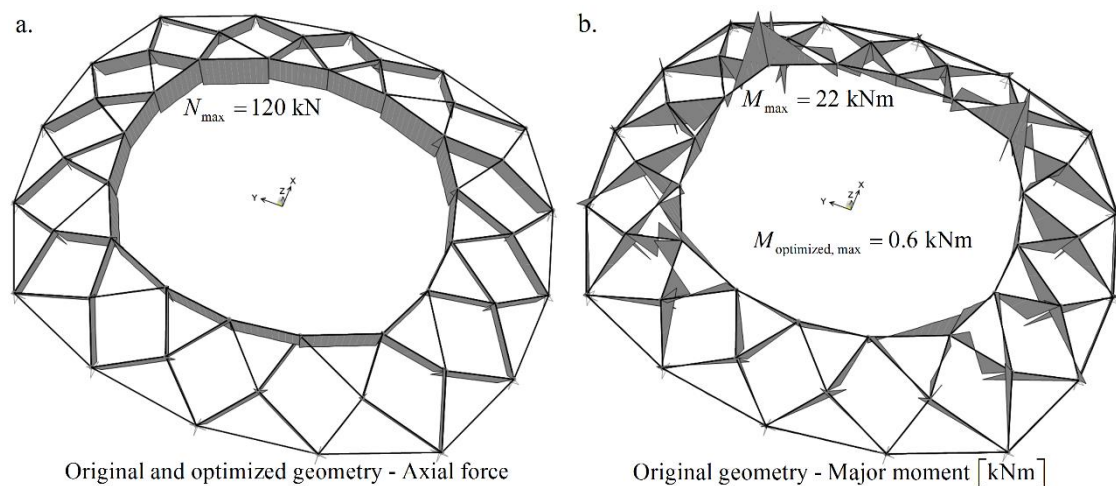 a.
N_max = 120 kN
Z X
Y
Original and optimized geometry - Axial force
b.
M_max = 22 kNm
Z X
Y
M_optimized, max = 0.6 kNm
Original geometry - Major moment ⌈kNm⌉